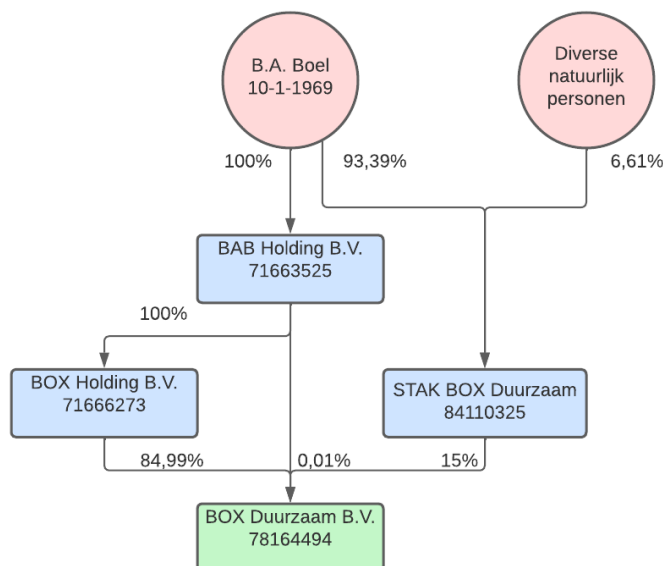 B.A. Boel
10-1-1969
Diverse
natuurlijk
personen
100%
93,39%
6,61%
BAB Holding B.V.
71663525
100%
BOX Holding B.V.
71666273
STAK BOX Duurzaam
84110325
84,99%
0,01%
15%
BOX Duurzaam B.V.
78164494